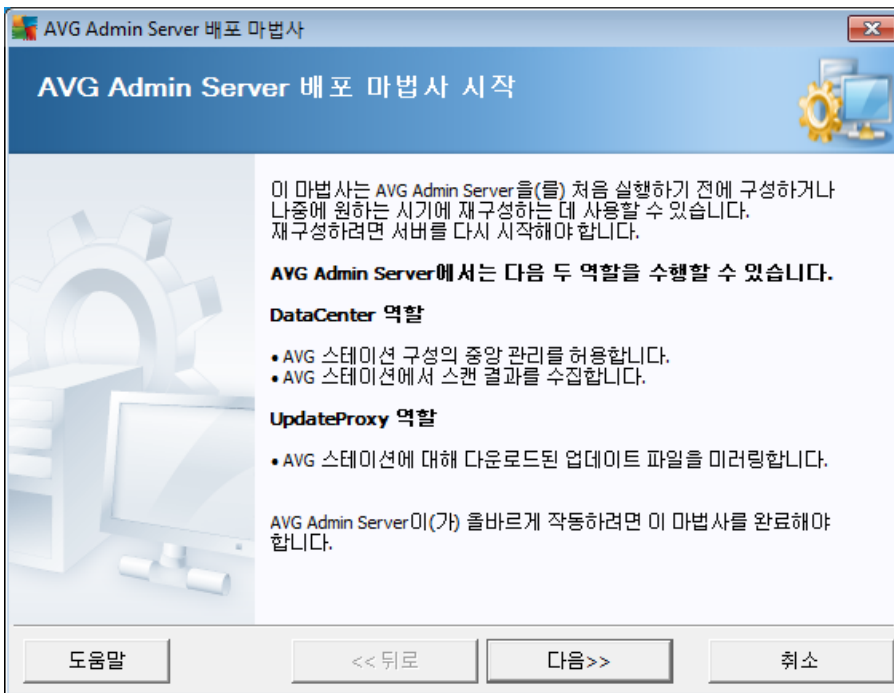 AVG Admin Server 배포 마법사
AVG Admin Server 배포 마법사 시작
이 마법사는 AVG Admin Server을(를) 처음 실행하기 전에 구성하거나
나중에 원하는 시기에 재구성하는 데 사용할 수 있습니다.
재구성하려면 서버를 다시 시작해야 합니다.
AVG Admin Server에서는 다음 두 역할을 수행할 수 있습니다.
DataCenter 역할
• AVG 스테이션 구성의 중앙 관리를 허용합니다.
• AVG 스테이션에서 스캔 결과를 수집합니다.
UpdateProxy 역할
• AVG 스테이션에 대해 다운로드된 업데이트 파일을 미러링합니다.
AVG Admin Server이(가) 올바르게 작동하려면 이 마법사를 완료해야
합니다.
도움말
<< 뒤로
다음>>
취소